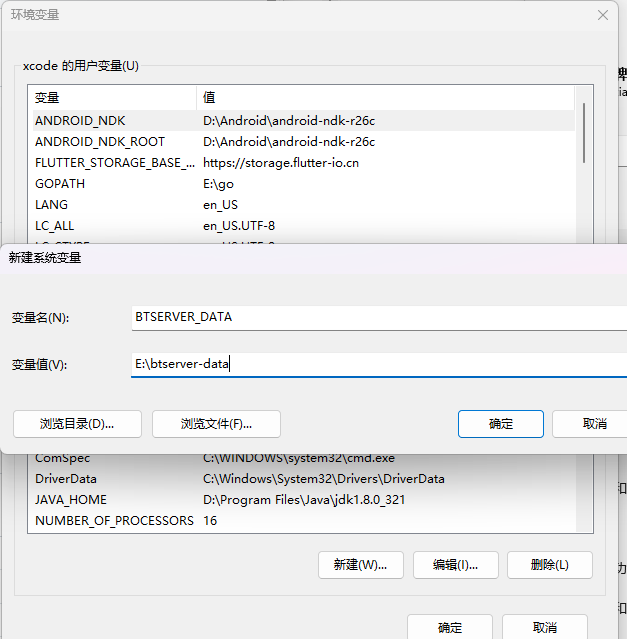 环境变量
xcode 的用户变量(U)
变量 值
ANDROID_NDK D:\Android\android-ndk-r26c
ANDROID_NDK_ROOT D:\Android\android-ndk-r26c
FLUTTER_STORAGE_BASE_... https://storage.flutter-io.cn
GOPATH E:\go
LANG en_US
LC_ALL en_US.UTF-8
新建系统变量
变量名(N): BTSERVER_DATA
变量值(V): E:\btserver-data
浏览目录(D)... 浏览文件(F)... 确定 取消
ComSpec C:\WINDOWS\system32\cmd.exe
DriverData C:\Windows\System32\Drivers\DriverData
JAVA_HOME D:\Program Files\Java\jdk1.8.0_321
NUMBER_OF_PROCESSORS 16
新建(W)... 编辑(I)... 删除(L)
确定 取消